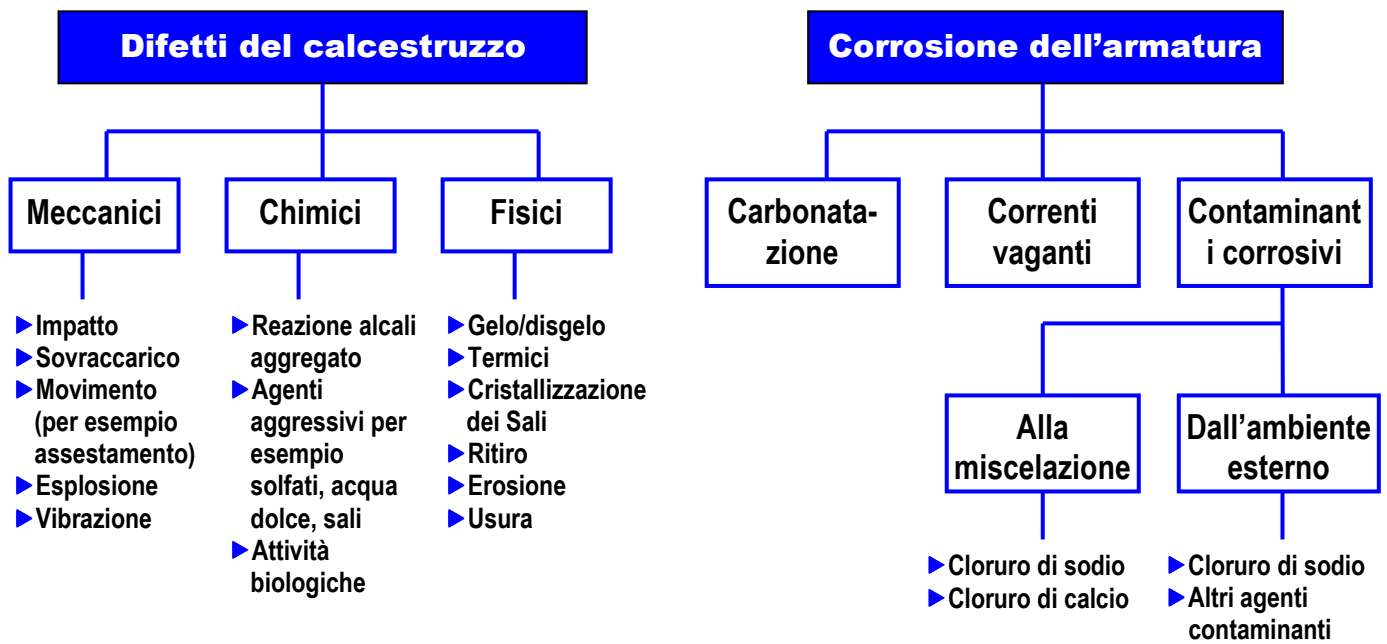 Difetti del calcestruzzo
Meccanici
►Impatto
►Sovraccarico
►Movimento
(per esempio
assestamento)
►Esplosione
►Vibrazione
Chimici
►Reazione alcali
aggregato
►Agenti
aggressivi per
esempio
solfati, acqua
dolce, sali
►Attività
biologiche
Fisici
►Gelo/disgelo
►Termici
►Cristallizzazione
dei Sali
►Ritiro
►Erosione
►Usura
Corrosione dell’armatura
Carbonata-
zione
Correnti
vaganti
Contaminant
i corrosivi
Alla
miscelazione
►Cloruro di sodio
►Cloruro di calcio
Dall’ambiente
esterno
►Cloruro di sodio
►Altri agenti
contaminanti